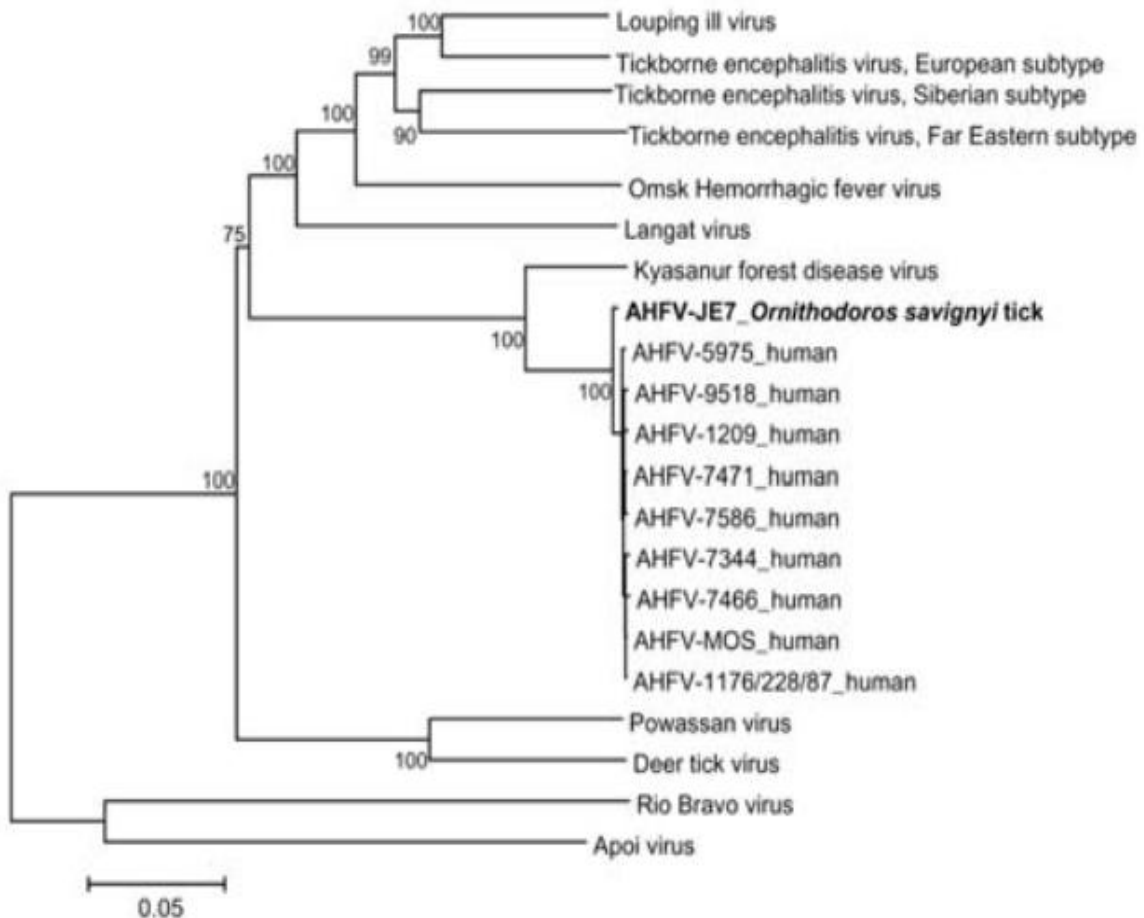 100
Louping ill virus
99
Tickborne encephalitis virus, European subtype
Tickborne encephalitis virus, Siberian subtype
100
90
Tickborne encephalitis virus, Far Eastern subtype
100
Omsk Hemorrhagic fever virus
75
Langat virus
Kyasanur forest disease virus
AHFV-JE7_Ornithodoros savignyi tick
100
AHFV-5975_human
100
AHFV-9518_human
AHFV-1209_human
100
AHFV-7471_human
AHFV-7586_human
AHFV-7344_human
AHFV-7466_human
AHFV-MOS_human
AHFV-1176/228/87_human
Powassan virus
100
Deer tick virus
Rio Bravo virus
Apoi virus
0.05